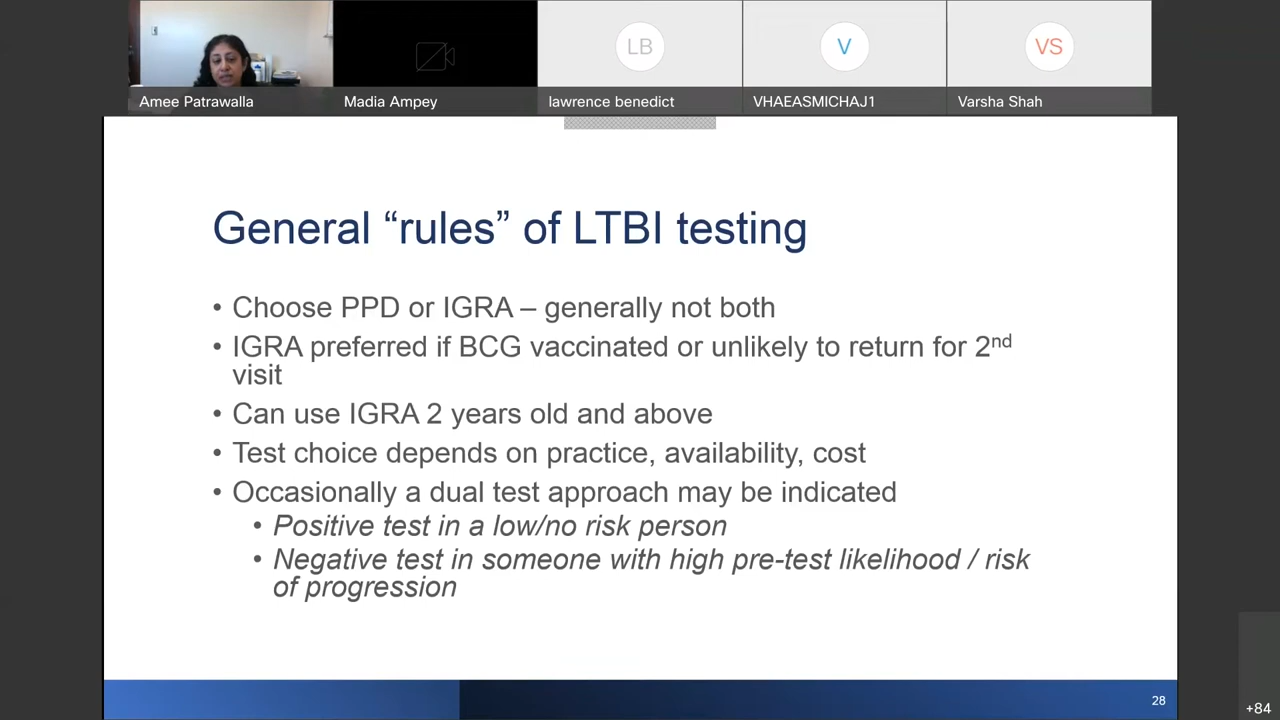 LB
V
VS
Amee Patrawalla
Madia Ampey
lawrence benedict
VHAEASMICHAJ1
Varsha Shah
General “rules” of LTBI testing
• Choose PPD or IGRA – generally not both
• IGRA preferred if BCG vaccinated or unlikely to return for 2nd
visit
• Can use IGRA 2 years old and above
• Test choice depends on practice, availability, cost
• Occasionally a dual test approach may be indicated
• Positive test in a low/no risk person
• Negative test in someone with high pre-test likelihood / risk
of progression
28
+84